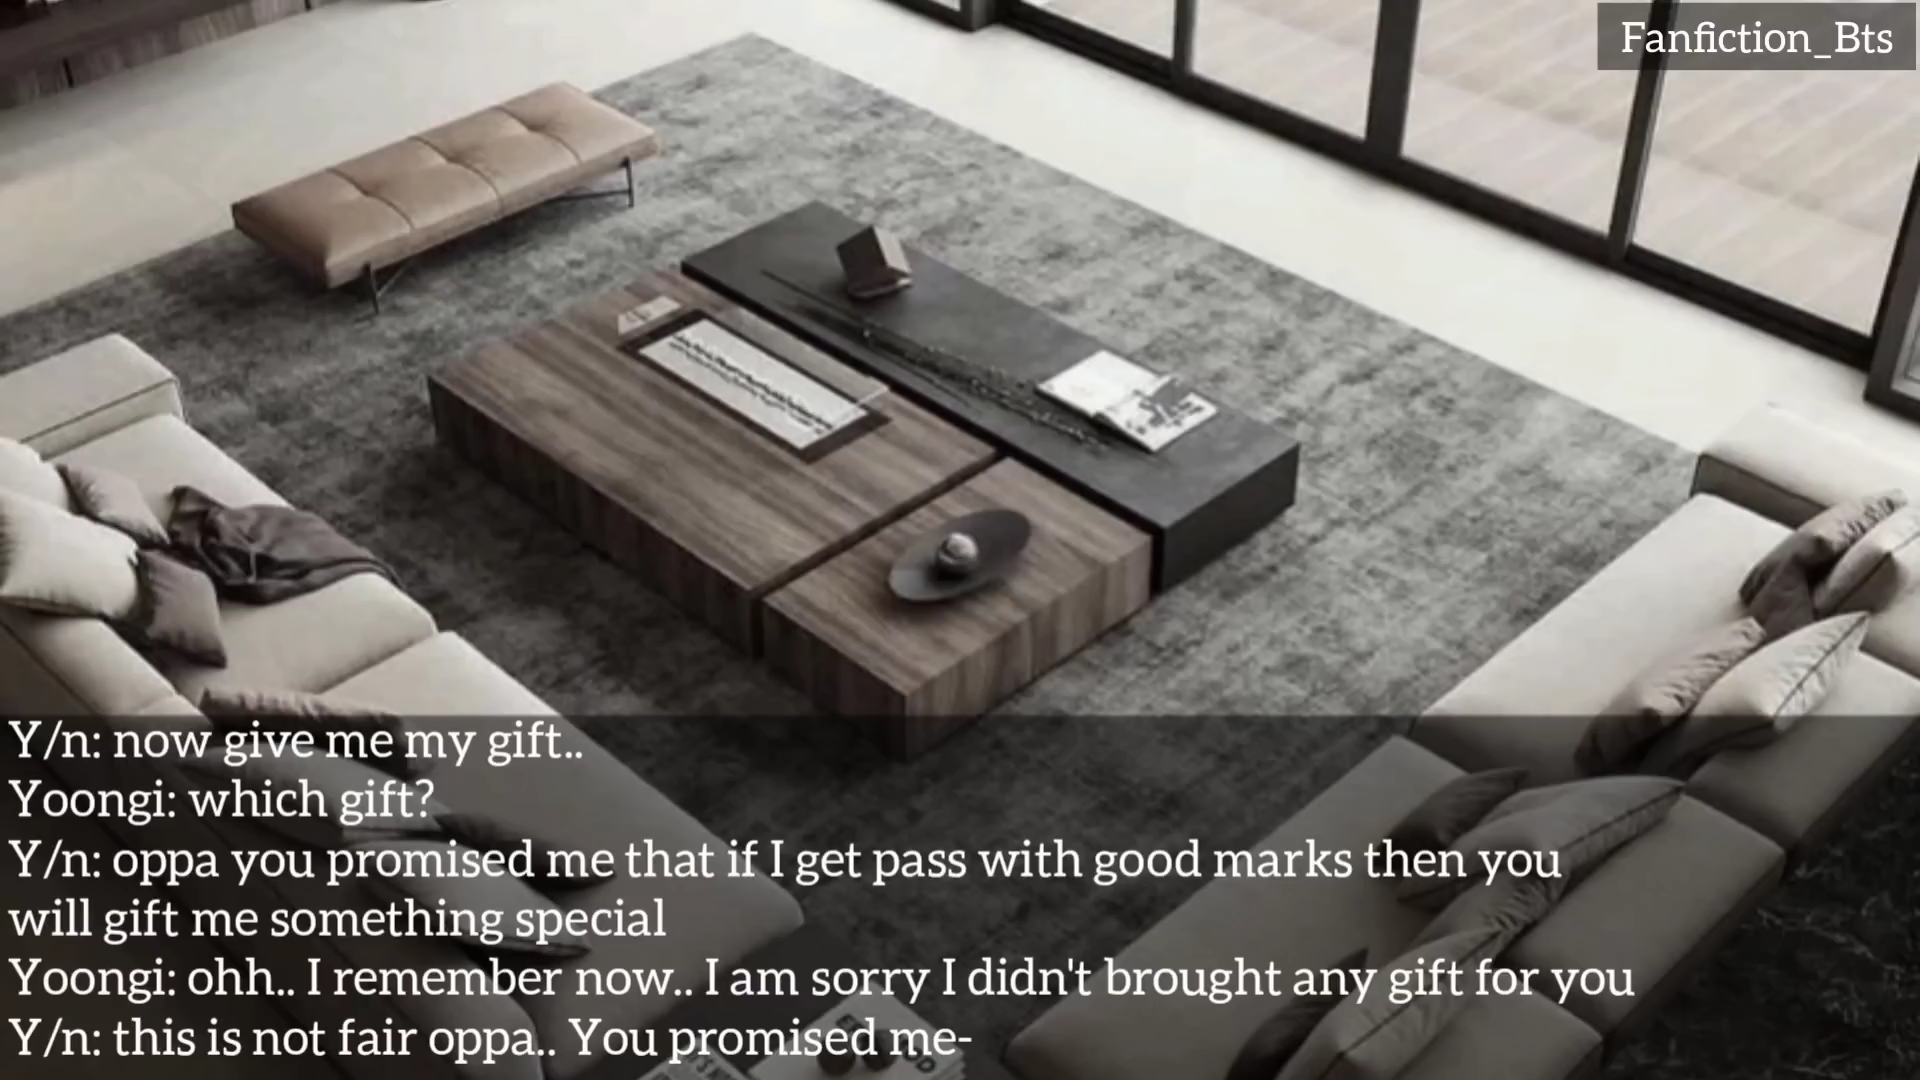 Fanfiction_Bts
Y/n: now give me my gift..
Yoongi: which gift?
Y/n: oppa you promised me that if I get pass with good marks then you
will gift me something special
Yoongi: ohh.. I remember now.. I am sorry I didn't brought any gift for you
Y/n: this is not fair oppa.. You promised me-